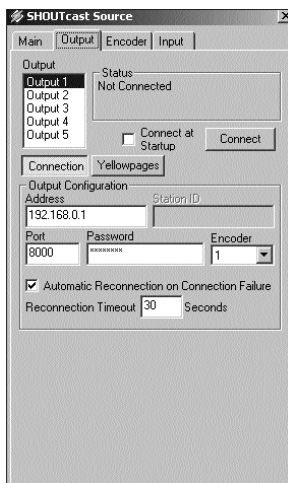 SHOUTcast Source
Main Output Encoder Input
Output
Output 1
Output 2
Output 3
Output 4
Output 5
Status
Not Connected
Connect at Startup
Connect
Connection Yellowpages
Output Configuration
Address Station ID
192.168.0.1
Port Password Encoder
8000 ******** 1
Automatic Reconnection on Connection Failure
Reconnection Timeout 30 Seconds